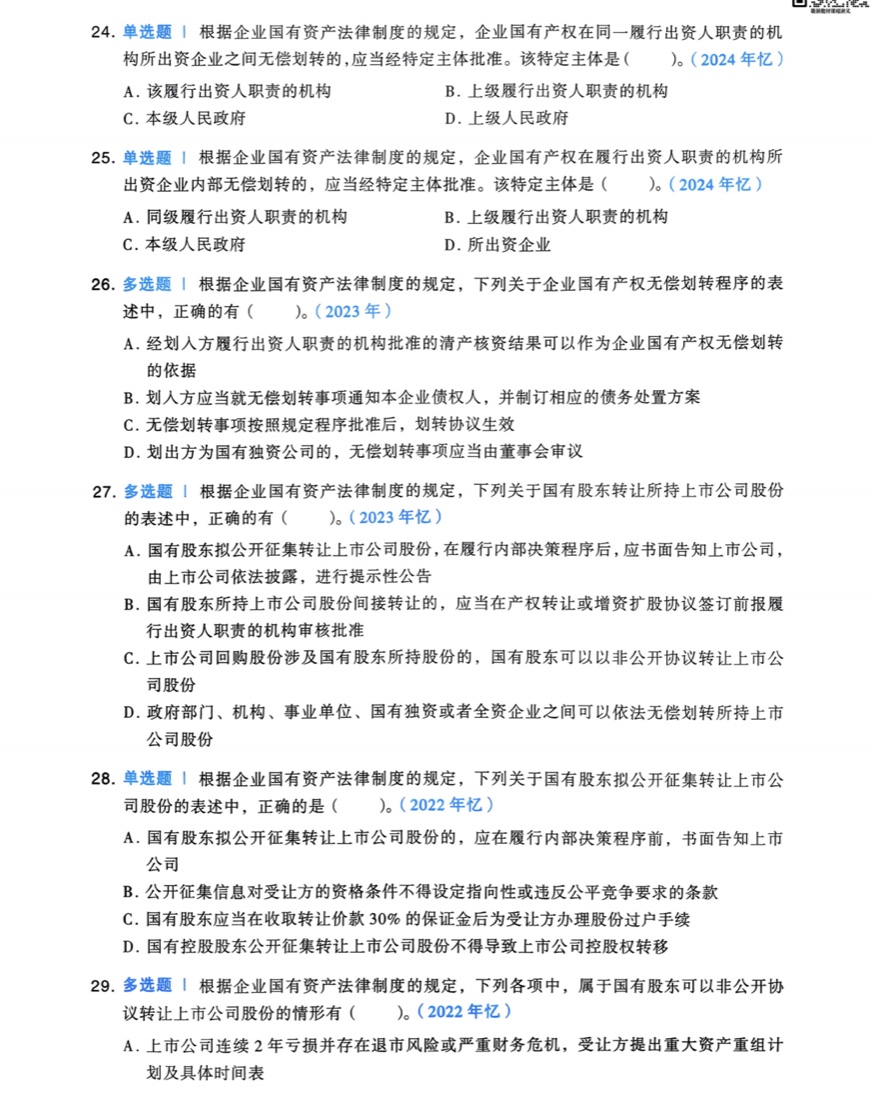 24. 单选题 | 根据企业国有资产法律制度的规定，企业国有产权在同一履行出资人职责的机
构所出资企业之间无偿划转的，应当经特定主体批准。该特定主体是（　　）。（2024 年忆）
A. 该履行出资人职责的机构　　B. 上级履行出资人职责的机构
C. 本级人民政府　　D. 上级人民政府
25. 单选题 | 根据企业国有资产法律制度的规定，企业国有产权在履行出资人职责的机构所
出资企业内部无偿划转的，应当经特定主体批准。该特定主体是（　　）。（2024 年忆）
A. 同级履行出资人职责的机构　　B. 上级履行出资人职责的机构
C. 本级人民政府　　D. 所出资企业
26. 多选题 | 根据企业国有资产法律制度的规定，下列关于企业国有产权无偿划转程序的表
述中，正确的有（　　）。（2023 年）
A. 经划入方履行出资人职责的机构批准的清产核资结果可以作为企业国有产权无偿划转
的依据
B. 划入方应当就无偿划转事项通知本企业债权人，并制订相应的债务处置方案
C. 无偿划转事项按照规定程序批准后，划转协议生效
D. 划出方为国有独资公司的，无偿划转事项应当由董事会审议
27. 多选题 | 根据企业国有资产法律制度的规定，下列关于国有股东转让所持上市公司股份
的表述中，正确的有（　　）。（2023 年忆）
A. 国有股东拟公开征集转让上市公司股份，在履行内部决策程序后，应书面告知上市公司，
由上市公司依法披露，进行提示性公告
B. 国有股东所持上市公司股份间接转让的，应当在产权转让或增资扩股协议签订前报履
行出资人职责的机构审核批准
C. 上市公司回购股份涉及国有股东所持股份的，国有股东可以以非公开协议转让上市公
司股份
D. 政府部门、机构、事业单位、国有独资或者全资企业之间可以依法无偿划转所持上市
公司股份
28. 单选题 | 根据企业国有资产法律制度的规定，下列关于国有股东拟公开征集转让上市公
司股份的表述中，正确的是（　　）。（2022 年忆）
A. 国有股东拟公开征集转让上市公司股份的，应在履行内部决策程序前，书面告知上市
公司
B. 公开征集信息对受让方的资格条件不得设定指向性或违反公平竞争要求的条款
C. 国有股东应当在收取转让价款 30% 的保证金后为受让方办理股份过户手续
D. 国有控股股东公开征集转让上市公司股份不得导致上市公司控股权转移
29. 多选题 | 根据企业国有资产法律制度的规定，下列各项中，属于国有股东可以非公开协
议转让上市公司股份的情形有（　　）。（2022 年忆）
A. 上市公司连续 2 年亏损并存在退市风险或严重财务危机，受让方提出重大资产重组计
划及具体时间表